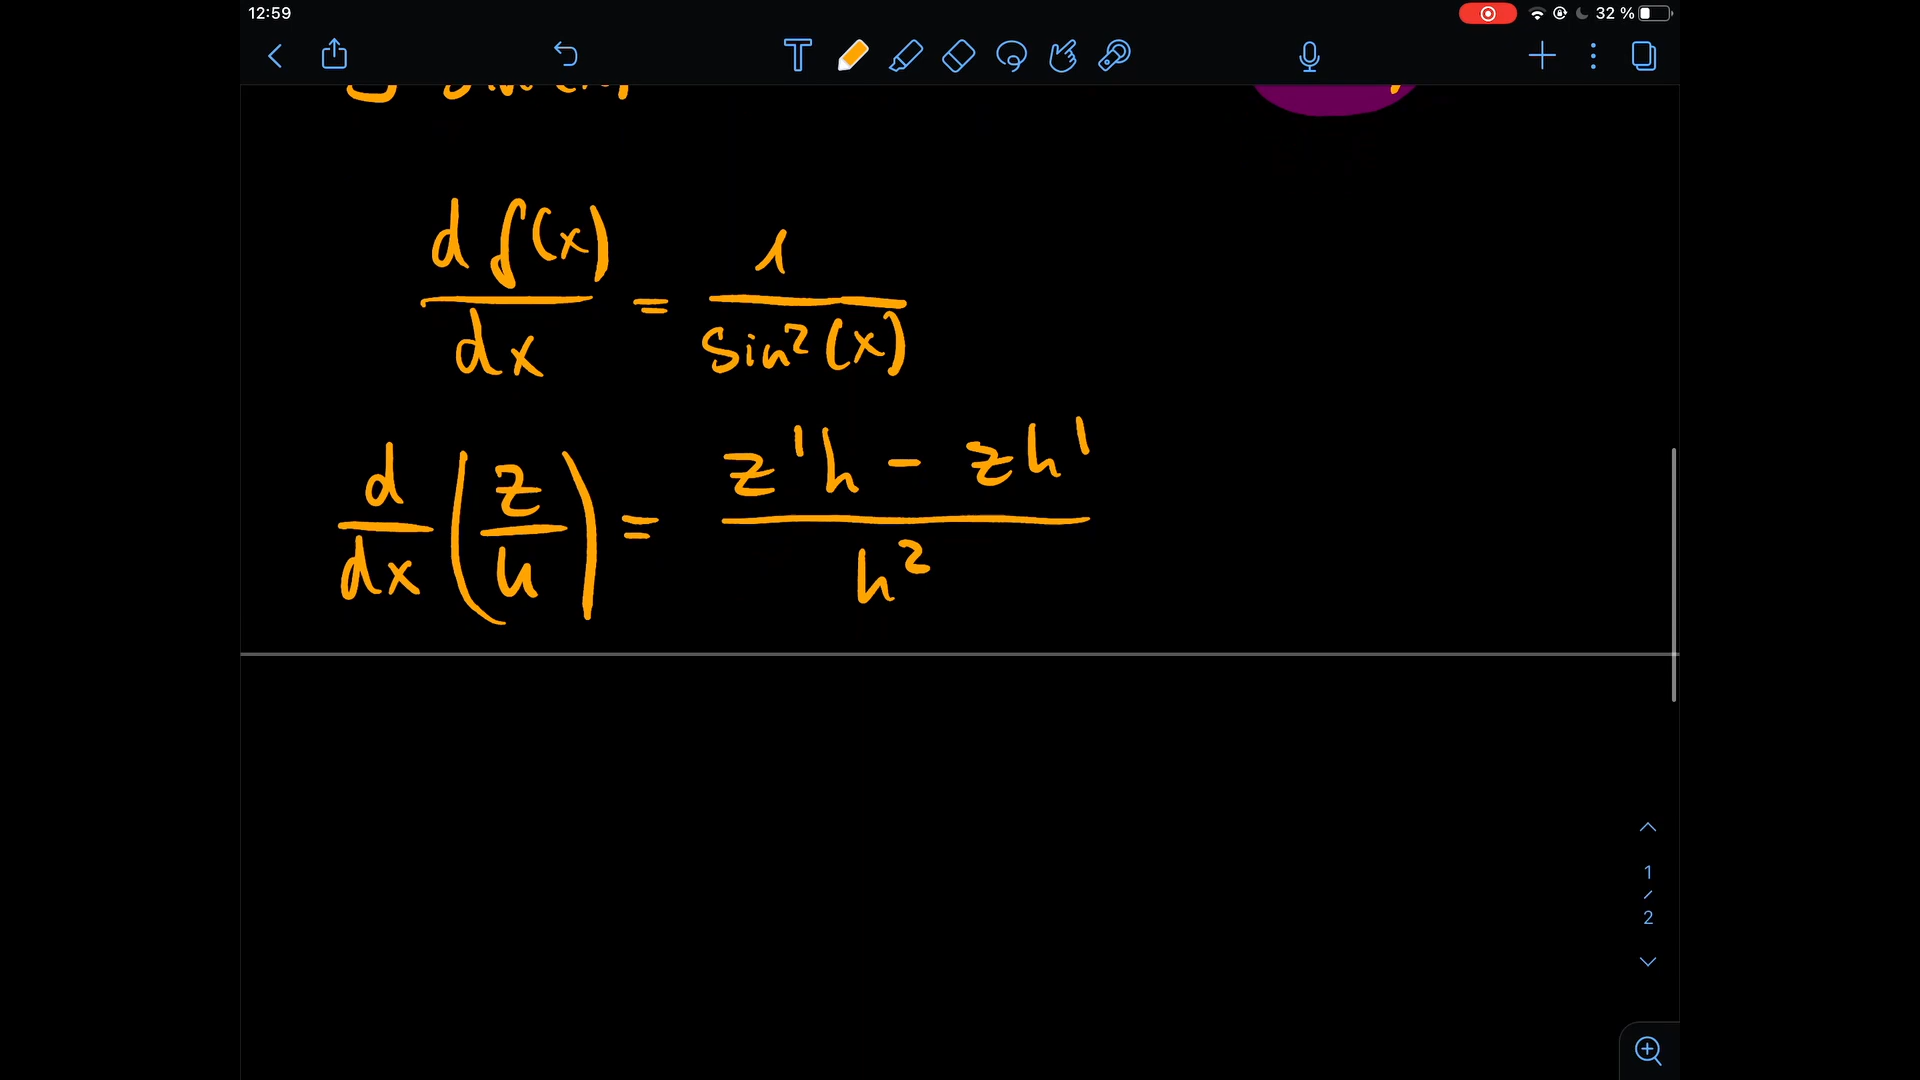 12:59
32 %
d f(x) / dx = 1 / sin²(x)
d/dx (z/h) = (z'h - zh') / h²
1
/
2